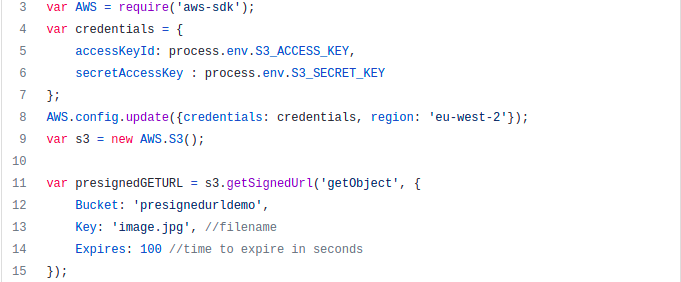 3 var AWS = require('aws-sdk');
4 var credentials = {
5 accessKeyId: process.env.S3_ACCESS_KEY,
6 secretAccessKey : process.env.S3_SECRET_KEY
7 };
8 AWS.config.update({credentials: credentials, region: 'eu-west-2'});
9 var s3 = new AWS.S3();
10
11 var presignedGETURL = s3.getSignedUrl('getObject', {
12 Bucket: 'presignedurldemo',
13 Key: 'image.jpg', //filename
14 Expires: 100 //time to expire in seconds
15 });